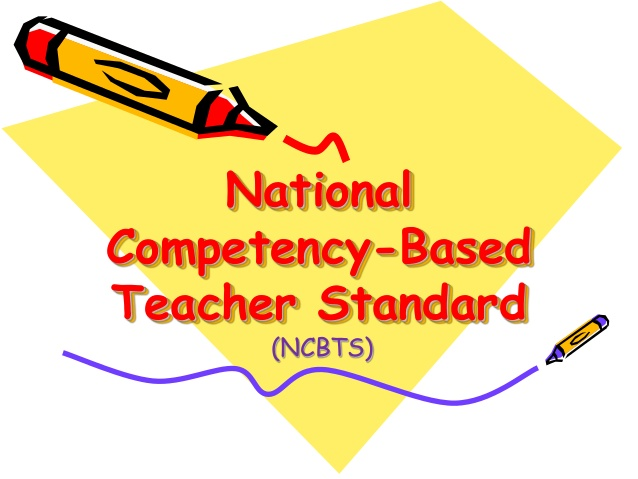 National
Competency-Based
Teacher Standard
(NCBTS)